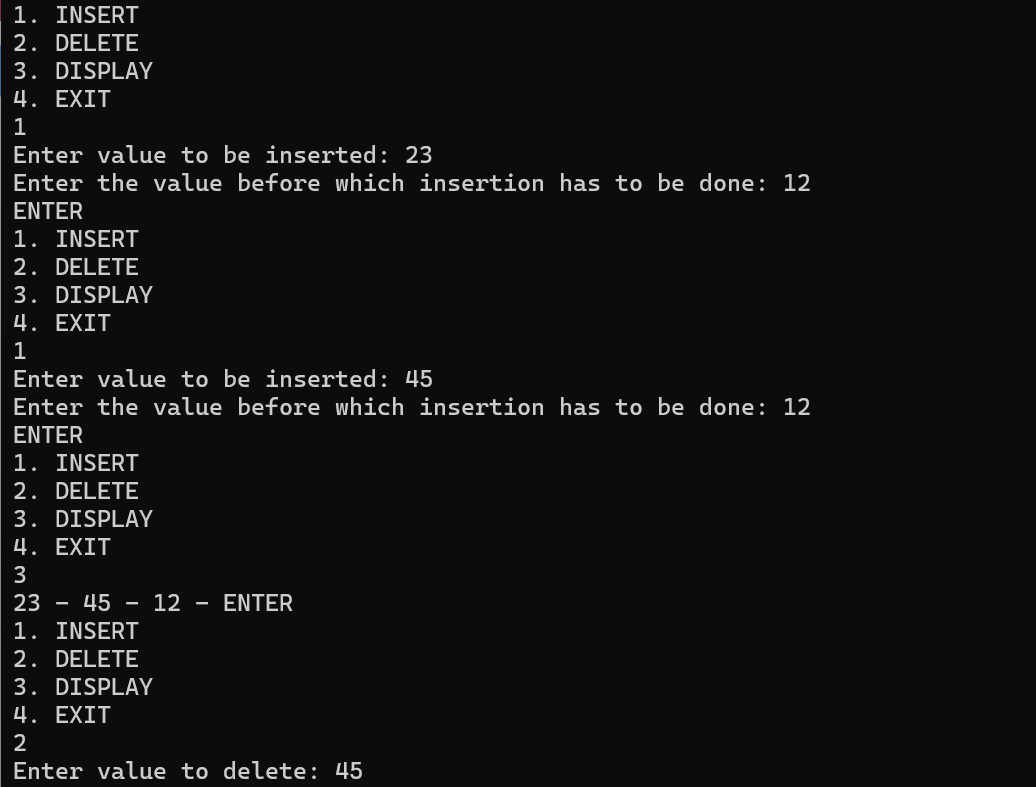 1. INSERT
2. DELETE
3. DISPLAY
4. EXIT
1
Enter value to be inserted: 23
Enter the value before which insertion has to be done: 12
ENTER
1. INSERT
2. DELETE
3. DISPLAY
4. EXIT
1
Enter value to be inserted: 45
Enter the value before which insertion has to be done: 12
ENTER
1. INSERT
2. DELETE
3. DISPLAY
4. EXIT
3
23 - 45 - 12 - ENTER
1. INSERT
2. DELETE
3. DISPLAY
4. EXIT
2
Enter value to delete: 45